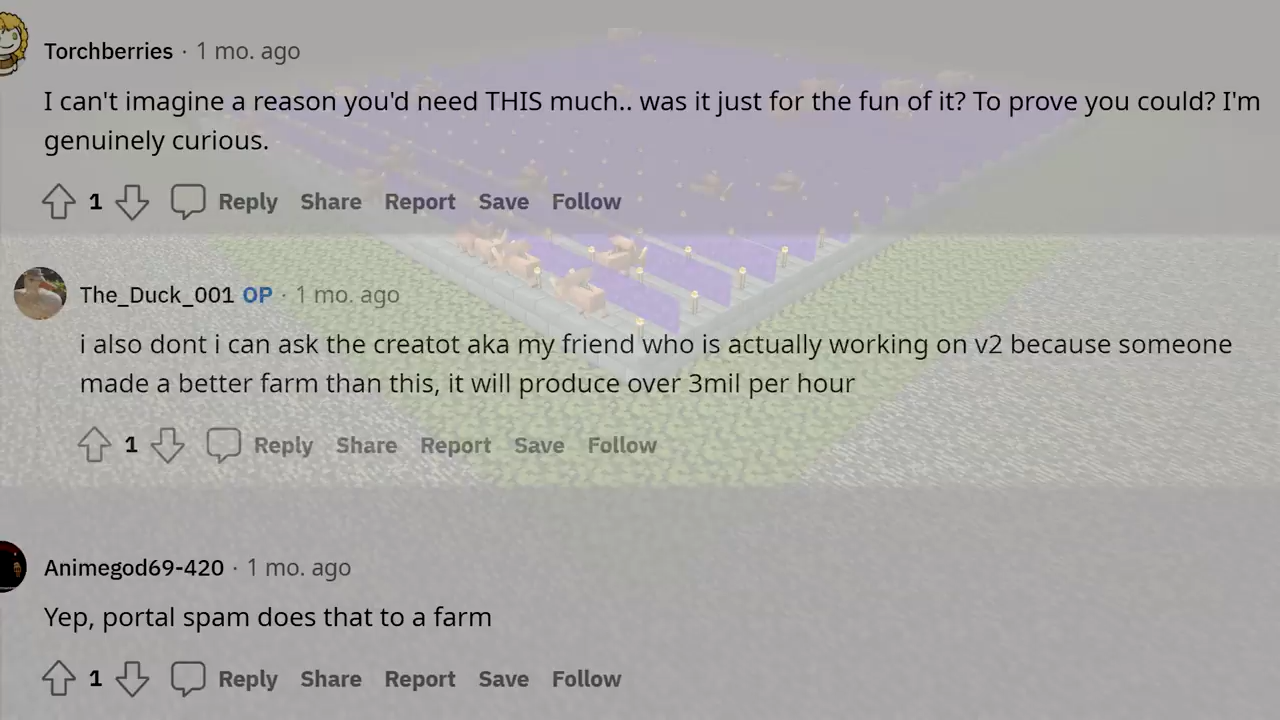 Torchberries · 1 mo. ago
I can't imagine a reason you'd need THIS much.. was it just for the fun of it? To prove you could? I'm
genuinely curious.
1 Reply Share Report Save Follow
The_Duck_001 OP · 1 mo. ago
i also dont i can ask the creatot aka my friend who is actually working on v2 because someone
made a better farm than this, it will produce over 3mil per hour
1 Reply Share Report Save Follow
Animegod69-420 · 1 mo. ago
Yep, portal spam does that to a farm
1 Reply Share Report Save Follow